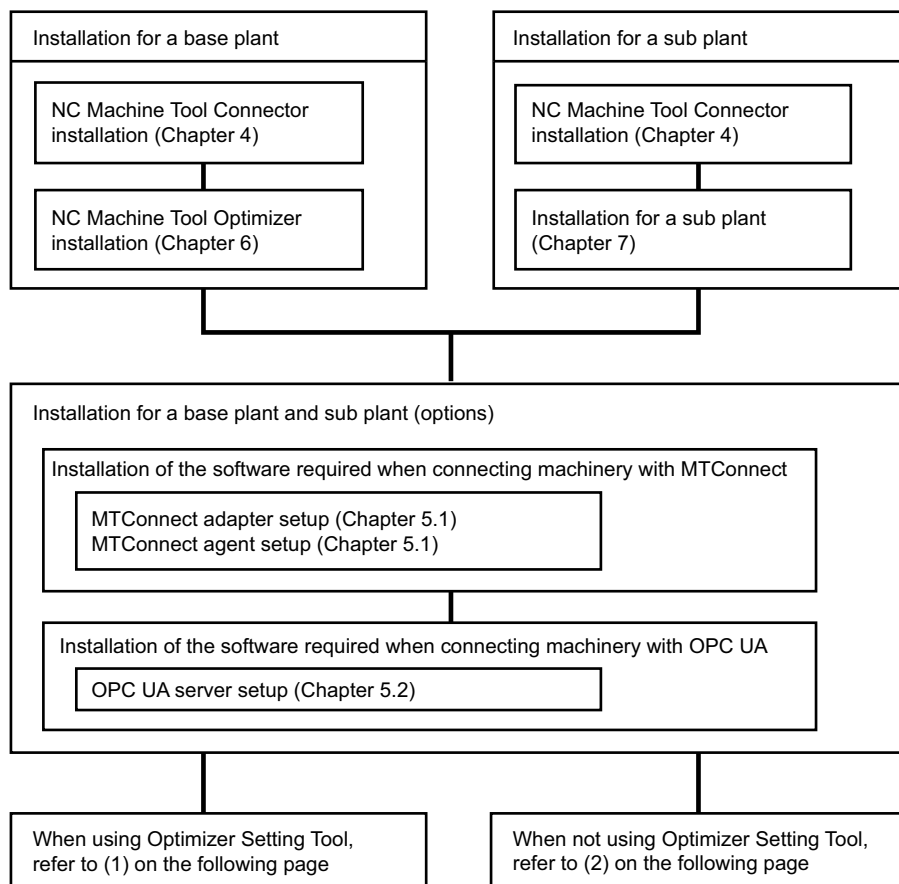 Installation for a base plant
NC Machine Tool Connector
installation (Chapter 4)
NC Machine Tool Optimizer
installation (Chapter 6)
Installation for a sub plant
NC Machine Tool Connector
installation (Chapter 4)
Installation for a sub plant
(Chapter 7)
Installation for a base plant and sub plant (options)
Installation of the software required when connecting machinery with MTConnect
MTConnect adapter setup (Chapter 5.1)
MTConnect agent setup (Chapter 5.1)
Installation of the software required when connecting machinery with OPC UA
OPC UA server setup (Chapter 5.2)
When using Optimizer Setting Tool,
refer to (1) on the following page
When not using Optimizer Setting Tool,
refer to (2) on the following page